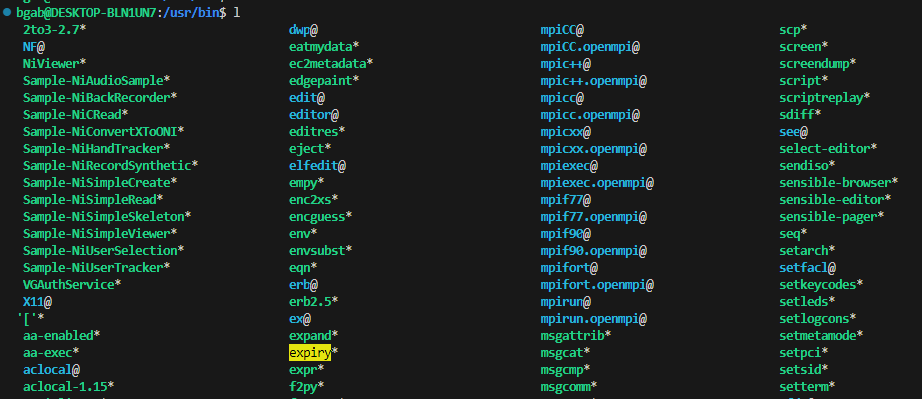 bgab@DESKTOP-BLN1UN7:/usr/bin$ l
2to3-2.7* dwp@ mpiCC@ scp*
NF@ eatmydata* mpiCC.openmpi@ screen*
NiViewer* ec2metadata* mpic++@ screendump*
Sample-NiAudioSample* edgepaint* mpic++.openmpi@ script*
Sample-NiBackRecorder* edit@ mpicc@ scriptreplay*
Sample-NiCRead* editor@ mpicc.openmpi@ sdiff*
Sample-NiConvertXToONI* editres* mpicxx@ see@
Sample-NiHandTracker* eject* mpicxx.openmpi@ select-editor*
Sample-NiRecordSynthetic* elfedit@ mpiexec@ sendiso*
Sample-NiSimpleCreate* empy* mpiexec.openmpi@ sensible-browser*
Sample-NiSimpleRead* enc2xs* mpif77@ sensible-editor*
Sample-NiSimpleSkeleton* encguess* mpif77.openmpi@ sensible-pager*
Sample-NiSimpleViewer* env* mpif90@ seq*
Sample-NiUserSelection* envsubst* mpif90.openmpi@ setarch*
Sample-NiUserTracker* eqn* mpifort@ setfacl@
VGAuthService* erb@ mpifort.openmpi@ setkeycodes*
X11@ erb2.5* mpirun@ setleds*
'['* ex@ mpirun.openmpi@ setlogcons*
aa-enabled* expand* msgattrib* setmetamode*
aa-exec* expiry* msgcat* setpci*
aclocal@ expr* msgcmp* setsid*
aclocal-1.15* f2py* msgcomm* setterm*